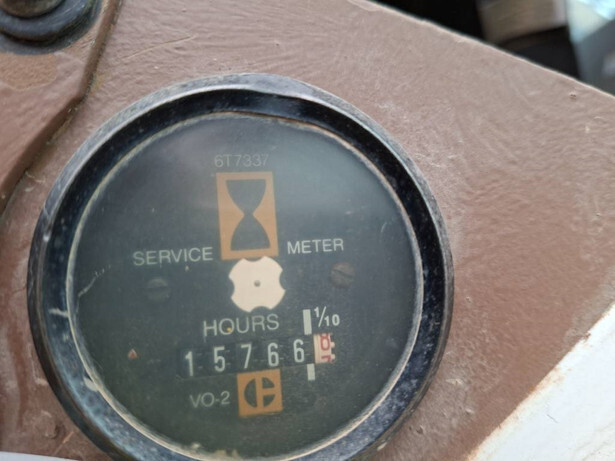 6T7337
SERVICE METER
HOURS 1/10
15766
VO-2